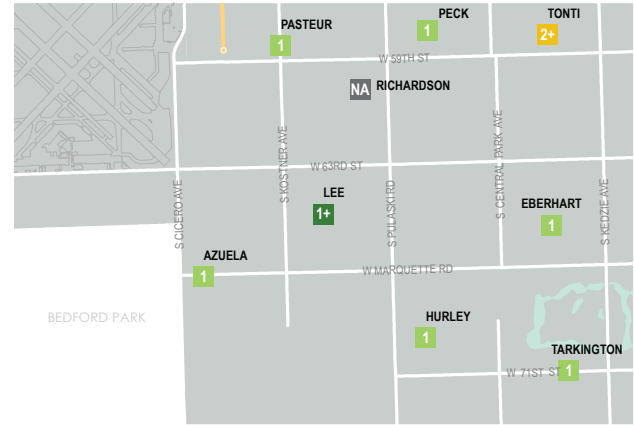 PASTEUR
1
PECK
1
TONTI
2+
W 59TH ST
NA RICHARDSON
S KOSTNER AVE
S CENTRAL PARK AVE
W 63RD ST
S CICERO AVE
LEE
1+
S PULASKI RD
EBERHART
1
S KEDZIE AVE
AZUELA
1
W MARQUETTE RD
BEDFORD PARK
HURLEY
1
TARKINGTON
W 71ST ST
1